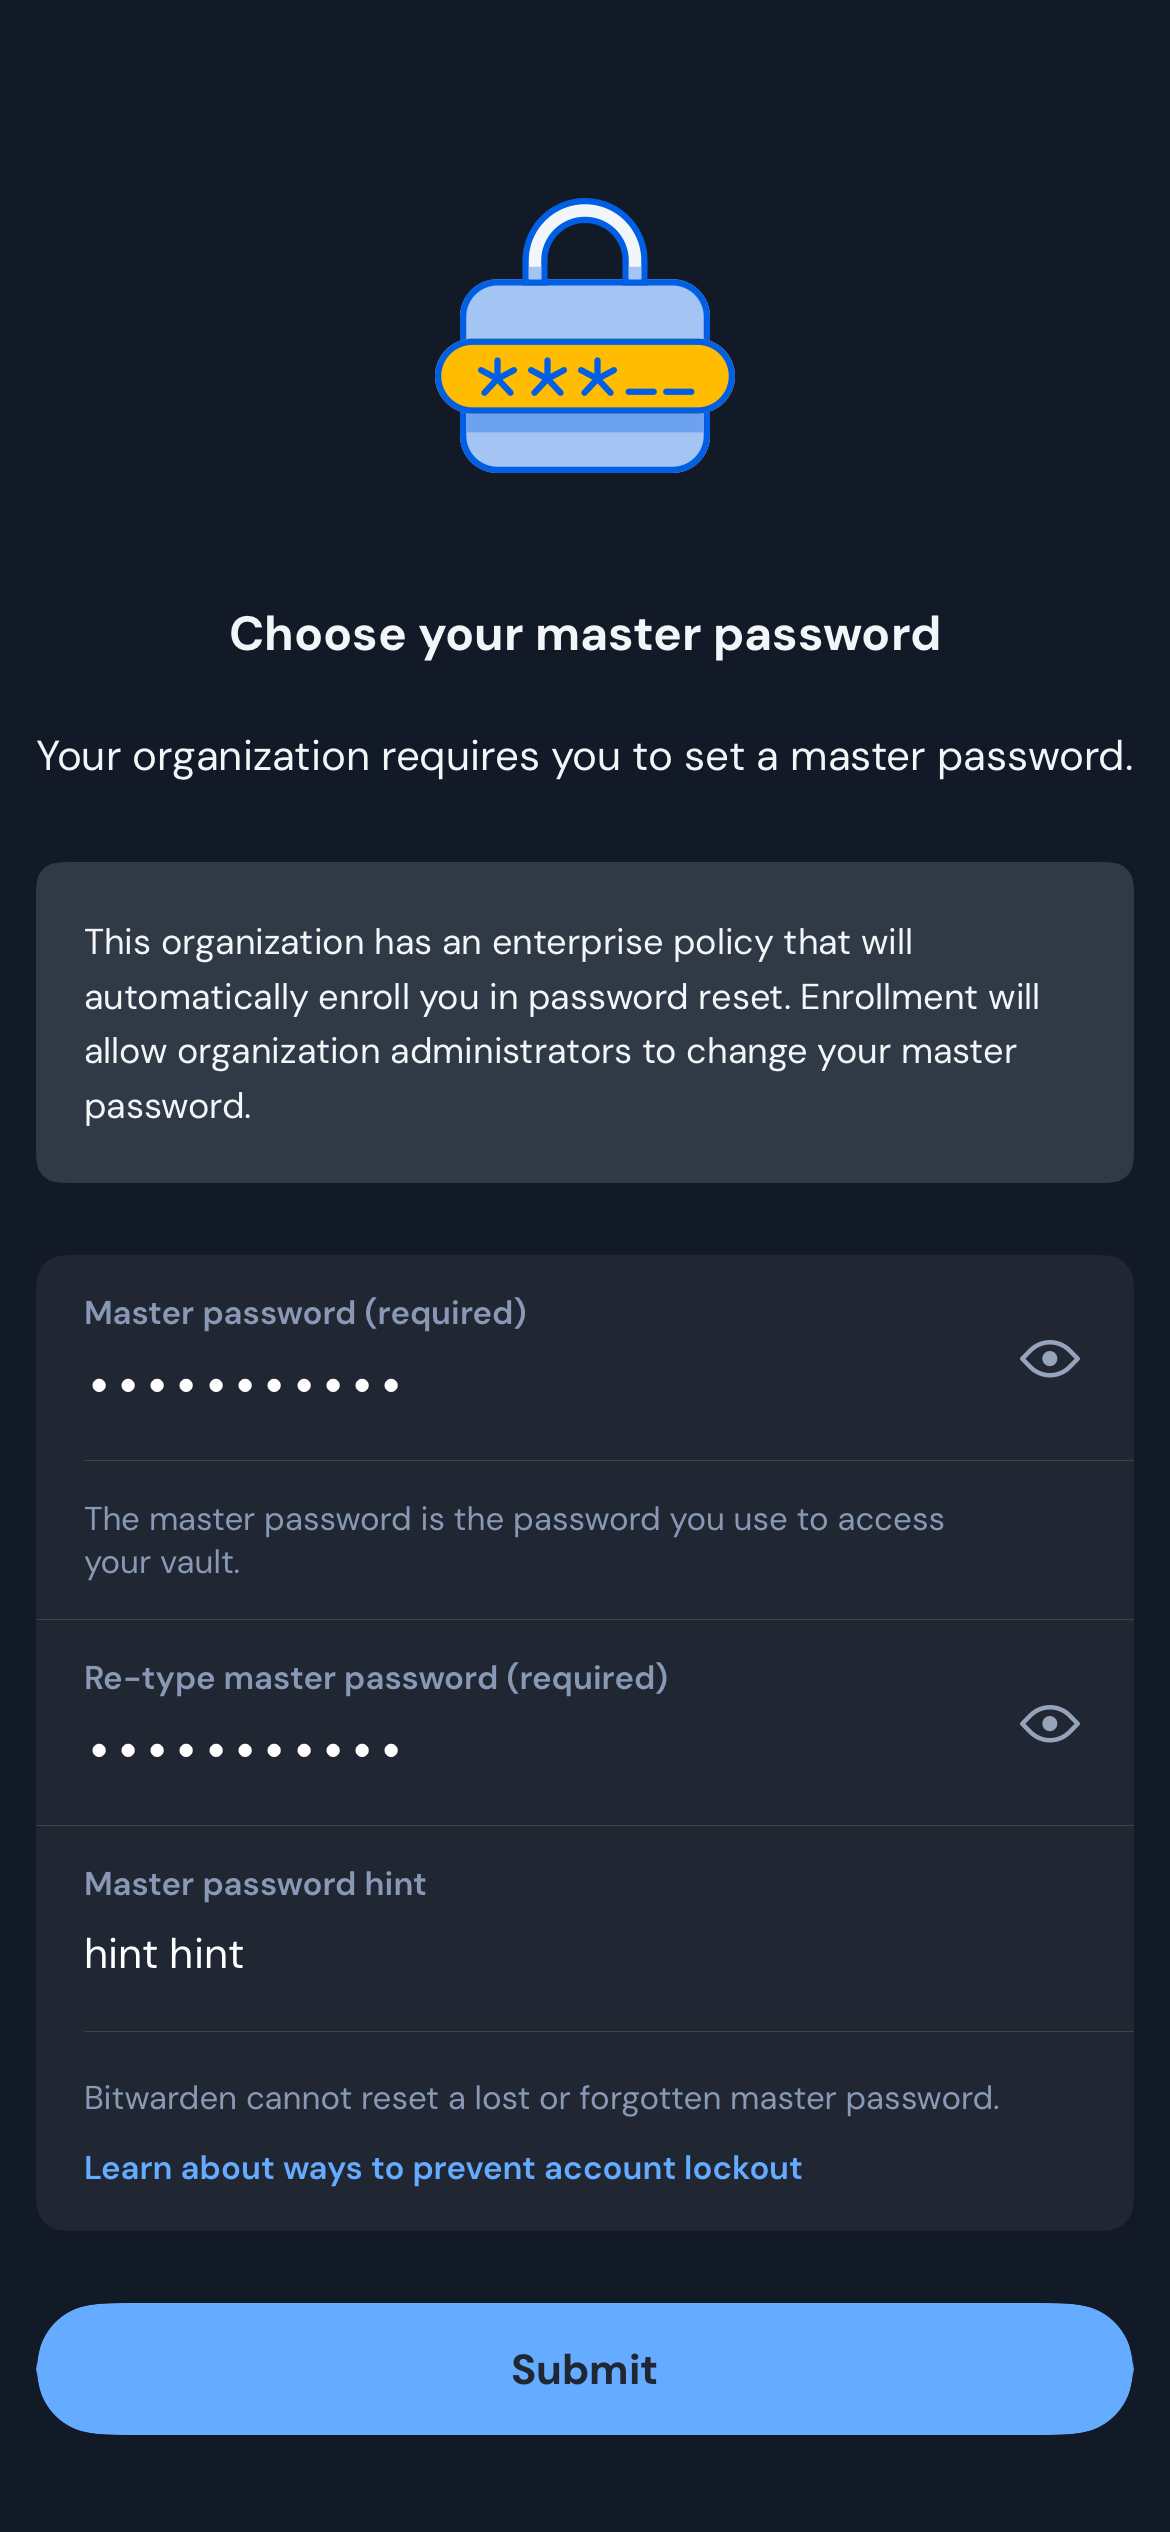 ***__
Choose your master password
Your organization requires you to set a master password.
This organization has an enterprise policy that will
automatically enroll you in password reset. Enrollment will
allow organization administrators to change your master
password.
Master password (required)
•••••••••••
The master password is the password you use to access
your vault.
Re-type master password (required)
•••••••••••
Master password hint
hint hint
Bitwarden cannot reset a lost or forgotten master password.
Learn about ways to prevent account lockout
Submit